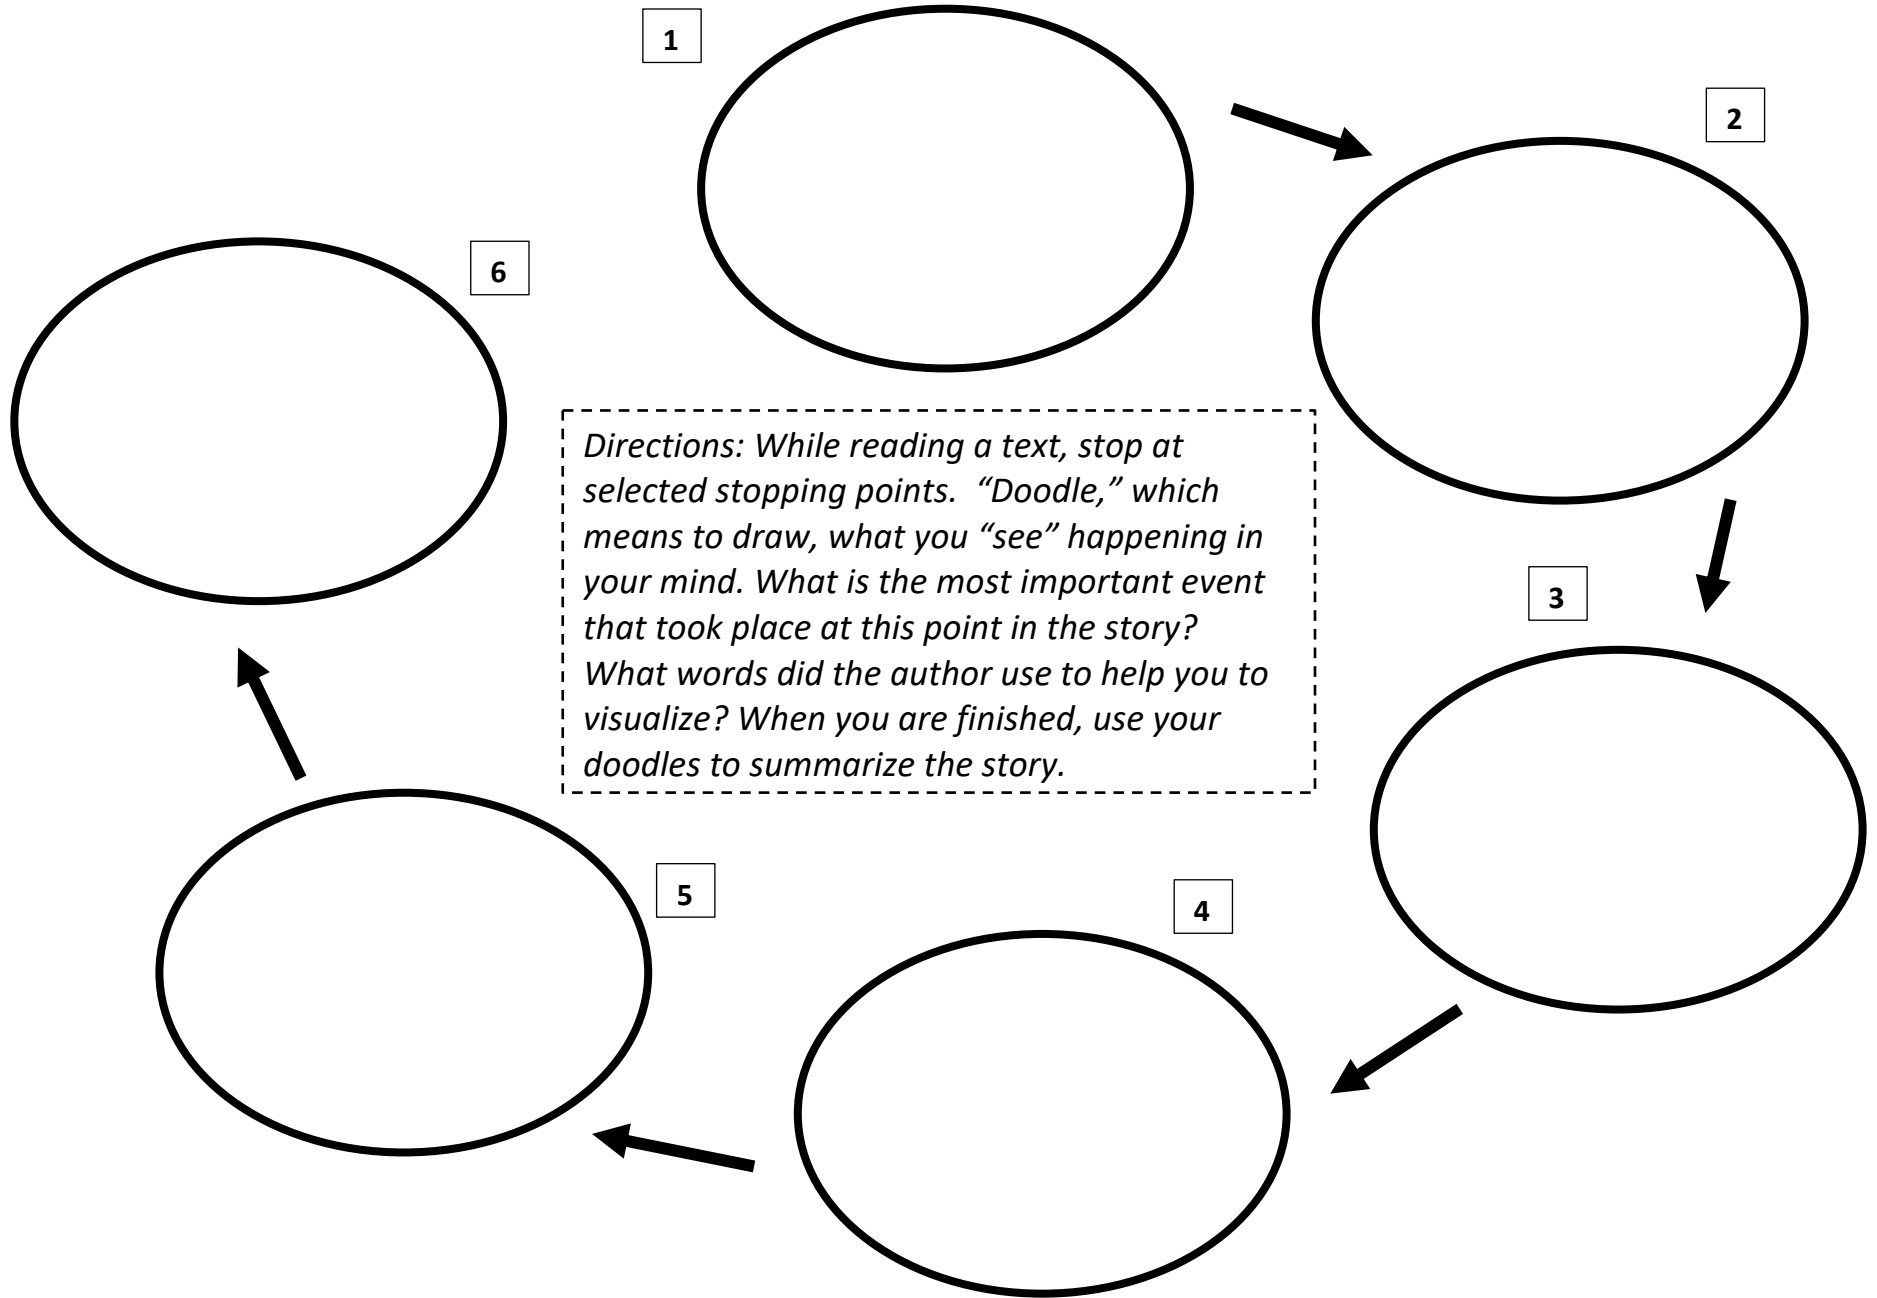 1
2
6
Directions: While reading a text, stop at
selected stopping points.  “Doodle,” which
means to draw, what you “see” happening in
your mind. What is the most important event
that took place at this point in the story?
What words did the author use to help you to
visualize? When you are finished, use your
doodles to summarize the story.
3
5
4